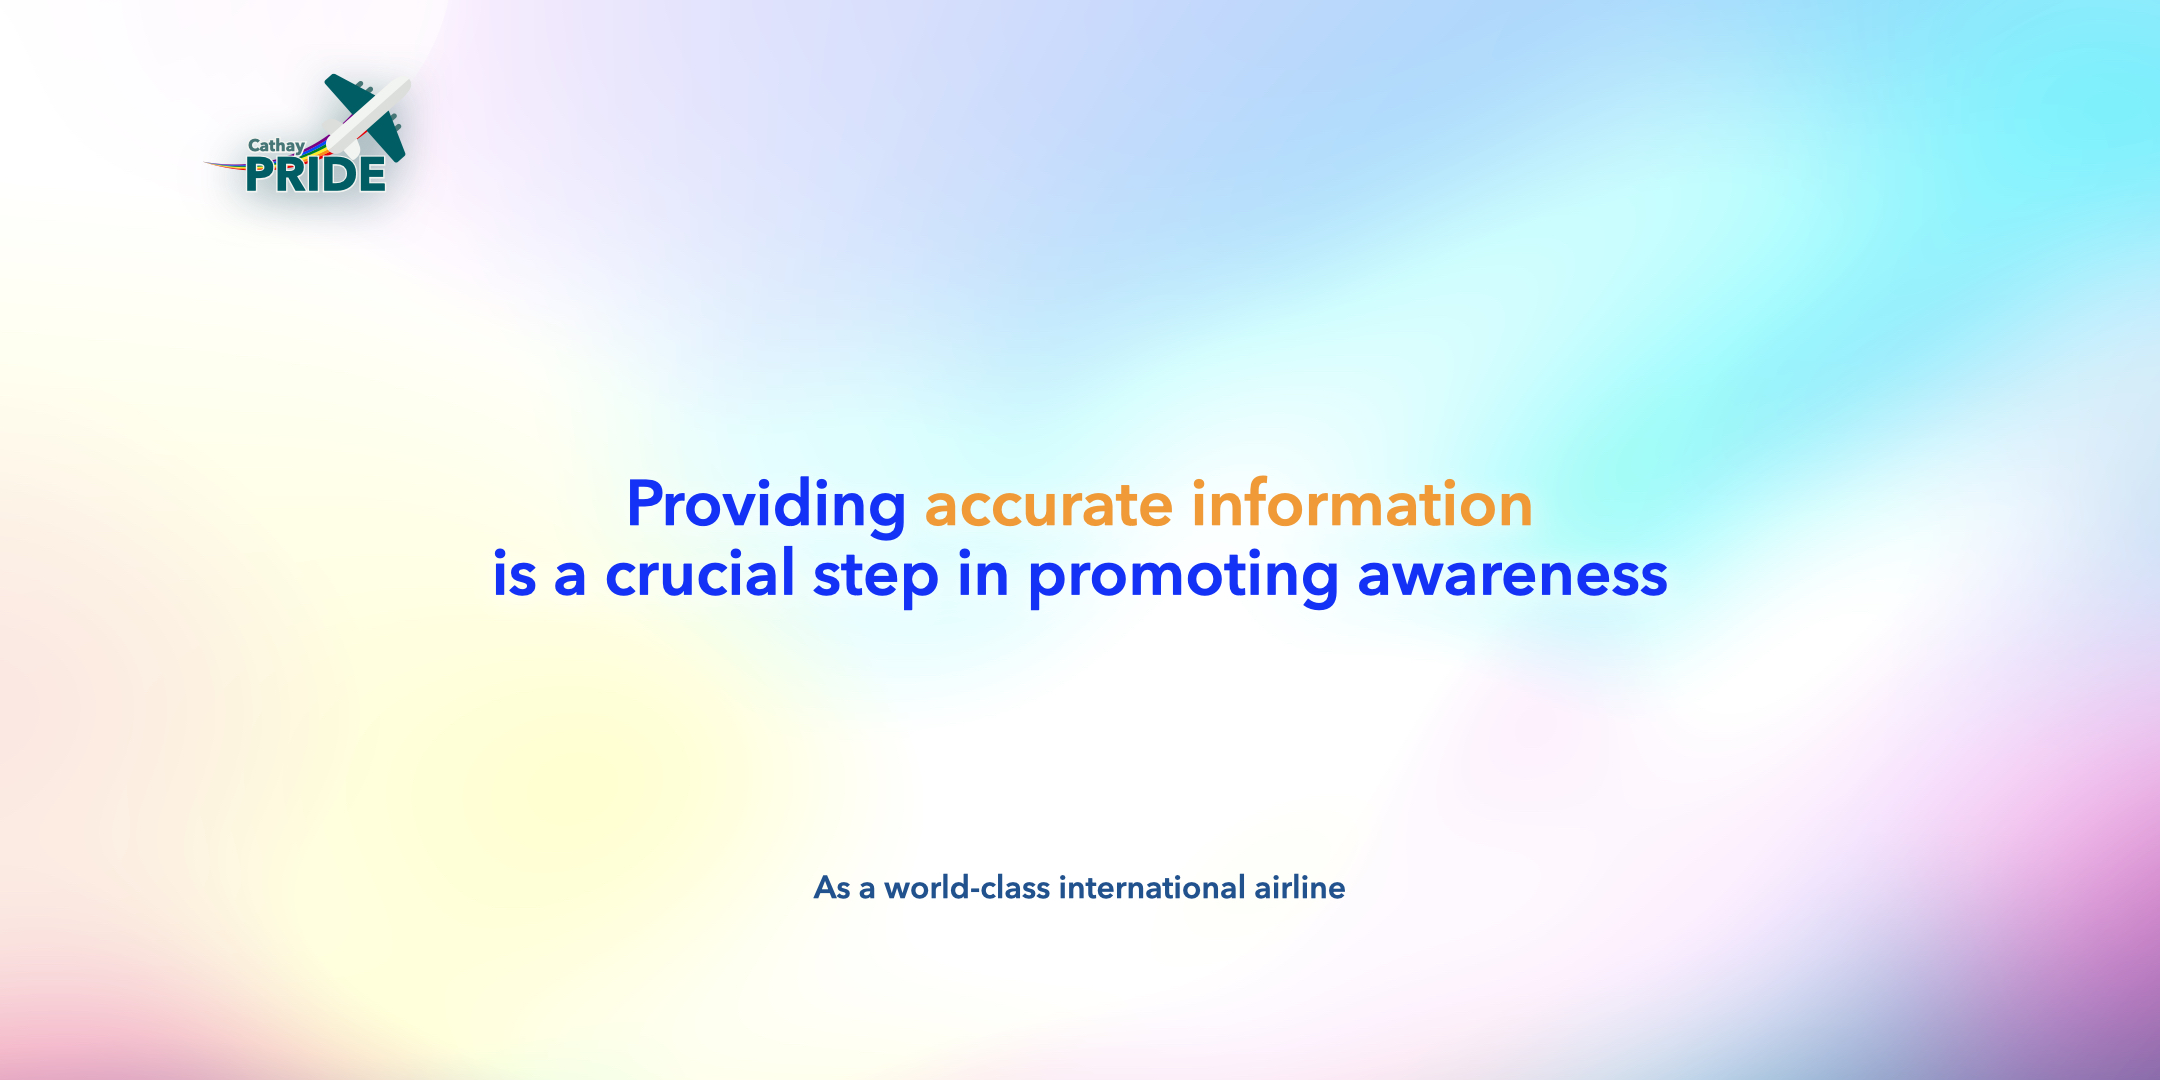 Cathay
PRIDE
Providing accurate information
is a crucial step in promoting awareness
As a world-class international airline